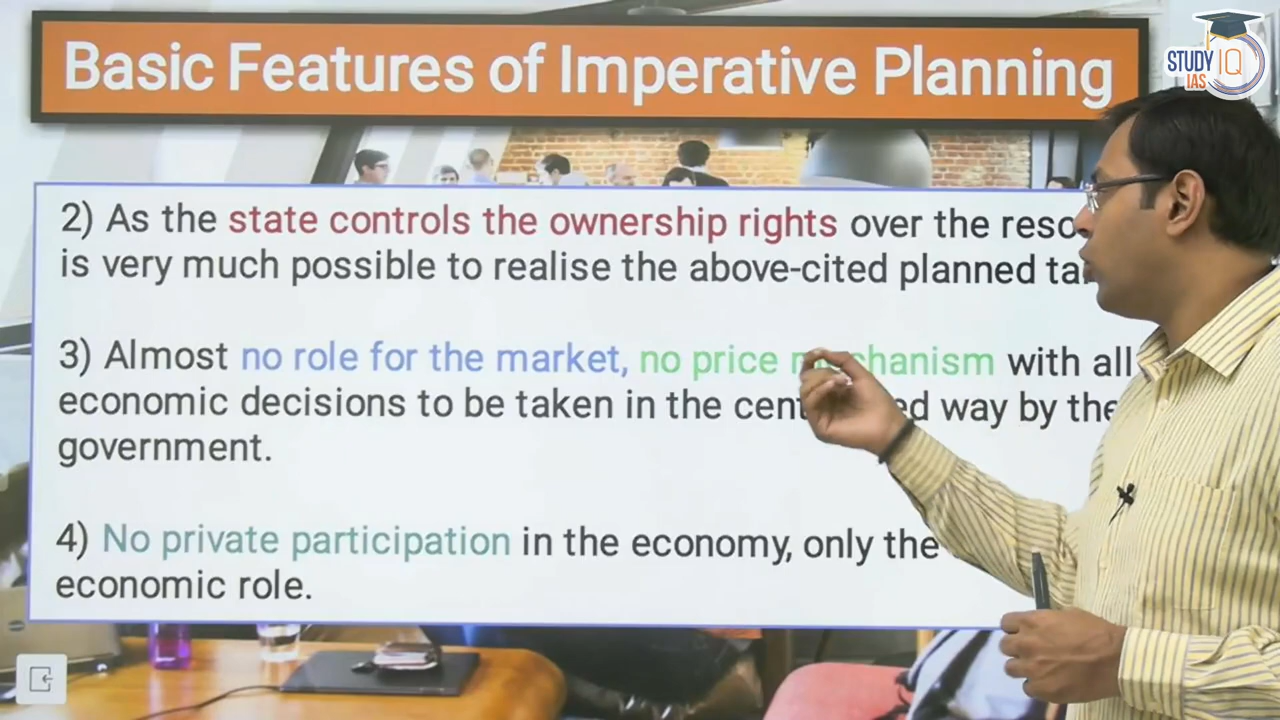 Basic Features of Imperative Planning
STUDY IQ
IAS
2) As the state controls the ownership rights over the
is very much possible to realise the above-cited planned
3) Almost no role for the market, no price mechanism with all
economic decisions to be taken in the way by the
government.
4) No private participation in the economy, only the
economic role.